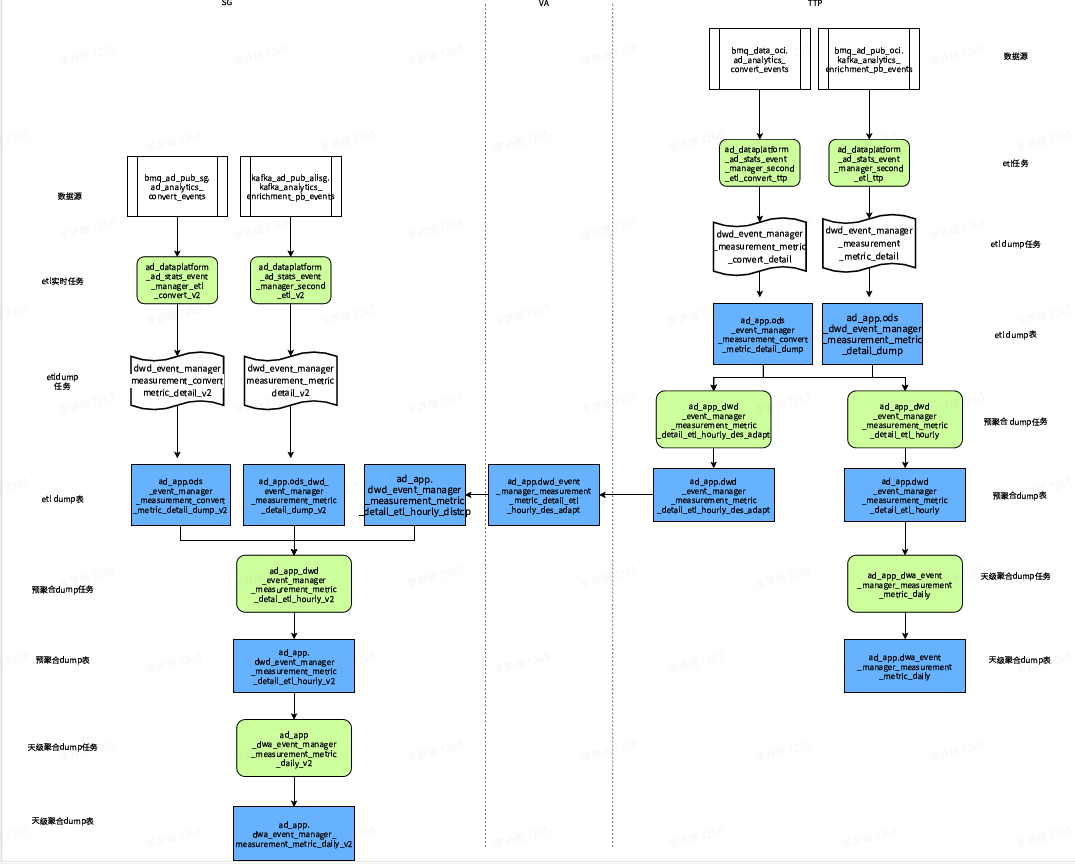 SG
VA
TTP
bmq_data_oci.
ad_analytics_
convert_events
bmq_ad_pub_oci.
kafka_analytics_
enrichment_pb_events
数据源
ad_dataplatform
_ad_stats_event
_manager_second
_etl_convert_ttp
ad_dataplatform
_ad_stats_event
_manager_second
_etl_ttp
etl任务
bmq_ad_pub_sg.
ad_analytics_
convert_events
kafka_ad_pub_alisg.
kafka_analytics_
enrichment_pb_events
数据源
dwd_event_manager
_measurement_metric
_convert_detail
dwd_event_manager
_measurement
_metric_detail
etl dump任务
ad_dataplatform
_ad_stats_event
_manager_etl
_convert_v2
ad_dataplatform
_ad_stats_event
_manager_second
_etl_v2
etl实时任务
ad_app.ods
_event_manager
_measurement_convert
_metric_detail_dump
ad_app.ods
_dwd_event_manager
_measurement_metric
_detail_dump
etl dump表
dwd_event_manager
measurement_convert
metric_detail_v2
dwd_event_manager
measurement_metric
detail_v2
etldump
任务
ad_app_dwd
_event_manager
_measurement_metric
_detail_etl_hourly_des_adapt
ad_app_dwd
_event_manager
_measurement_metric
_detail_etl_hourly
预聚合 dump任务
etl dump表
ad_app.ods
_event_manager
_measurement_convert
_metric_detail_dump_v2
ad_app.ods_dwd_
_event_manager
_measurement_metric
_detail_dump_v2
ad_app.
dwd_event_manager
_measurement_metric
_detail_etl_hourly_distcp
ad_app.dwd_event
_manager_measurement
_metric_detail_etl
_hourly_des_adapt
ad_app.dwd
_event_manager
_measurement_metric
_detail_etl_hourly_des_adapt
ad_app.dwd
_event_manager
_measurement_metric
_detail_etl_hourly
预聚合dump表
预聚合dump任务
ad_app_dwd
_event_manager
_measurement_metric
_detal_etl_hourly_v2
ad_app_dwa_event
_manager_measurement
_metric_daily
天级聚合dump任务
预聚合dump表
ad_app.
dwd_event_manager
_measurement_metric
_detail_etl_hourly_v2
ad_app.dwa_event
_manager_measurement
_metric_daily
天级聚合dump表
天级聚合dump任务
ad_app
_dwa_event_manager
_measurement_metric
_daily_v2
天级聚合dump表
ad_app.
dwa_event_manager_
measurement_metric_daily_v2